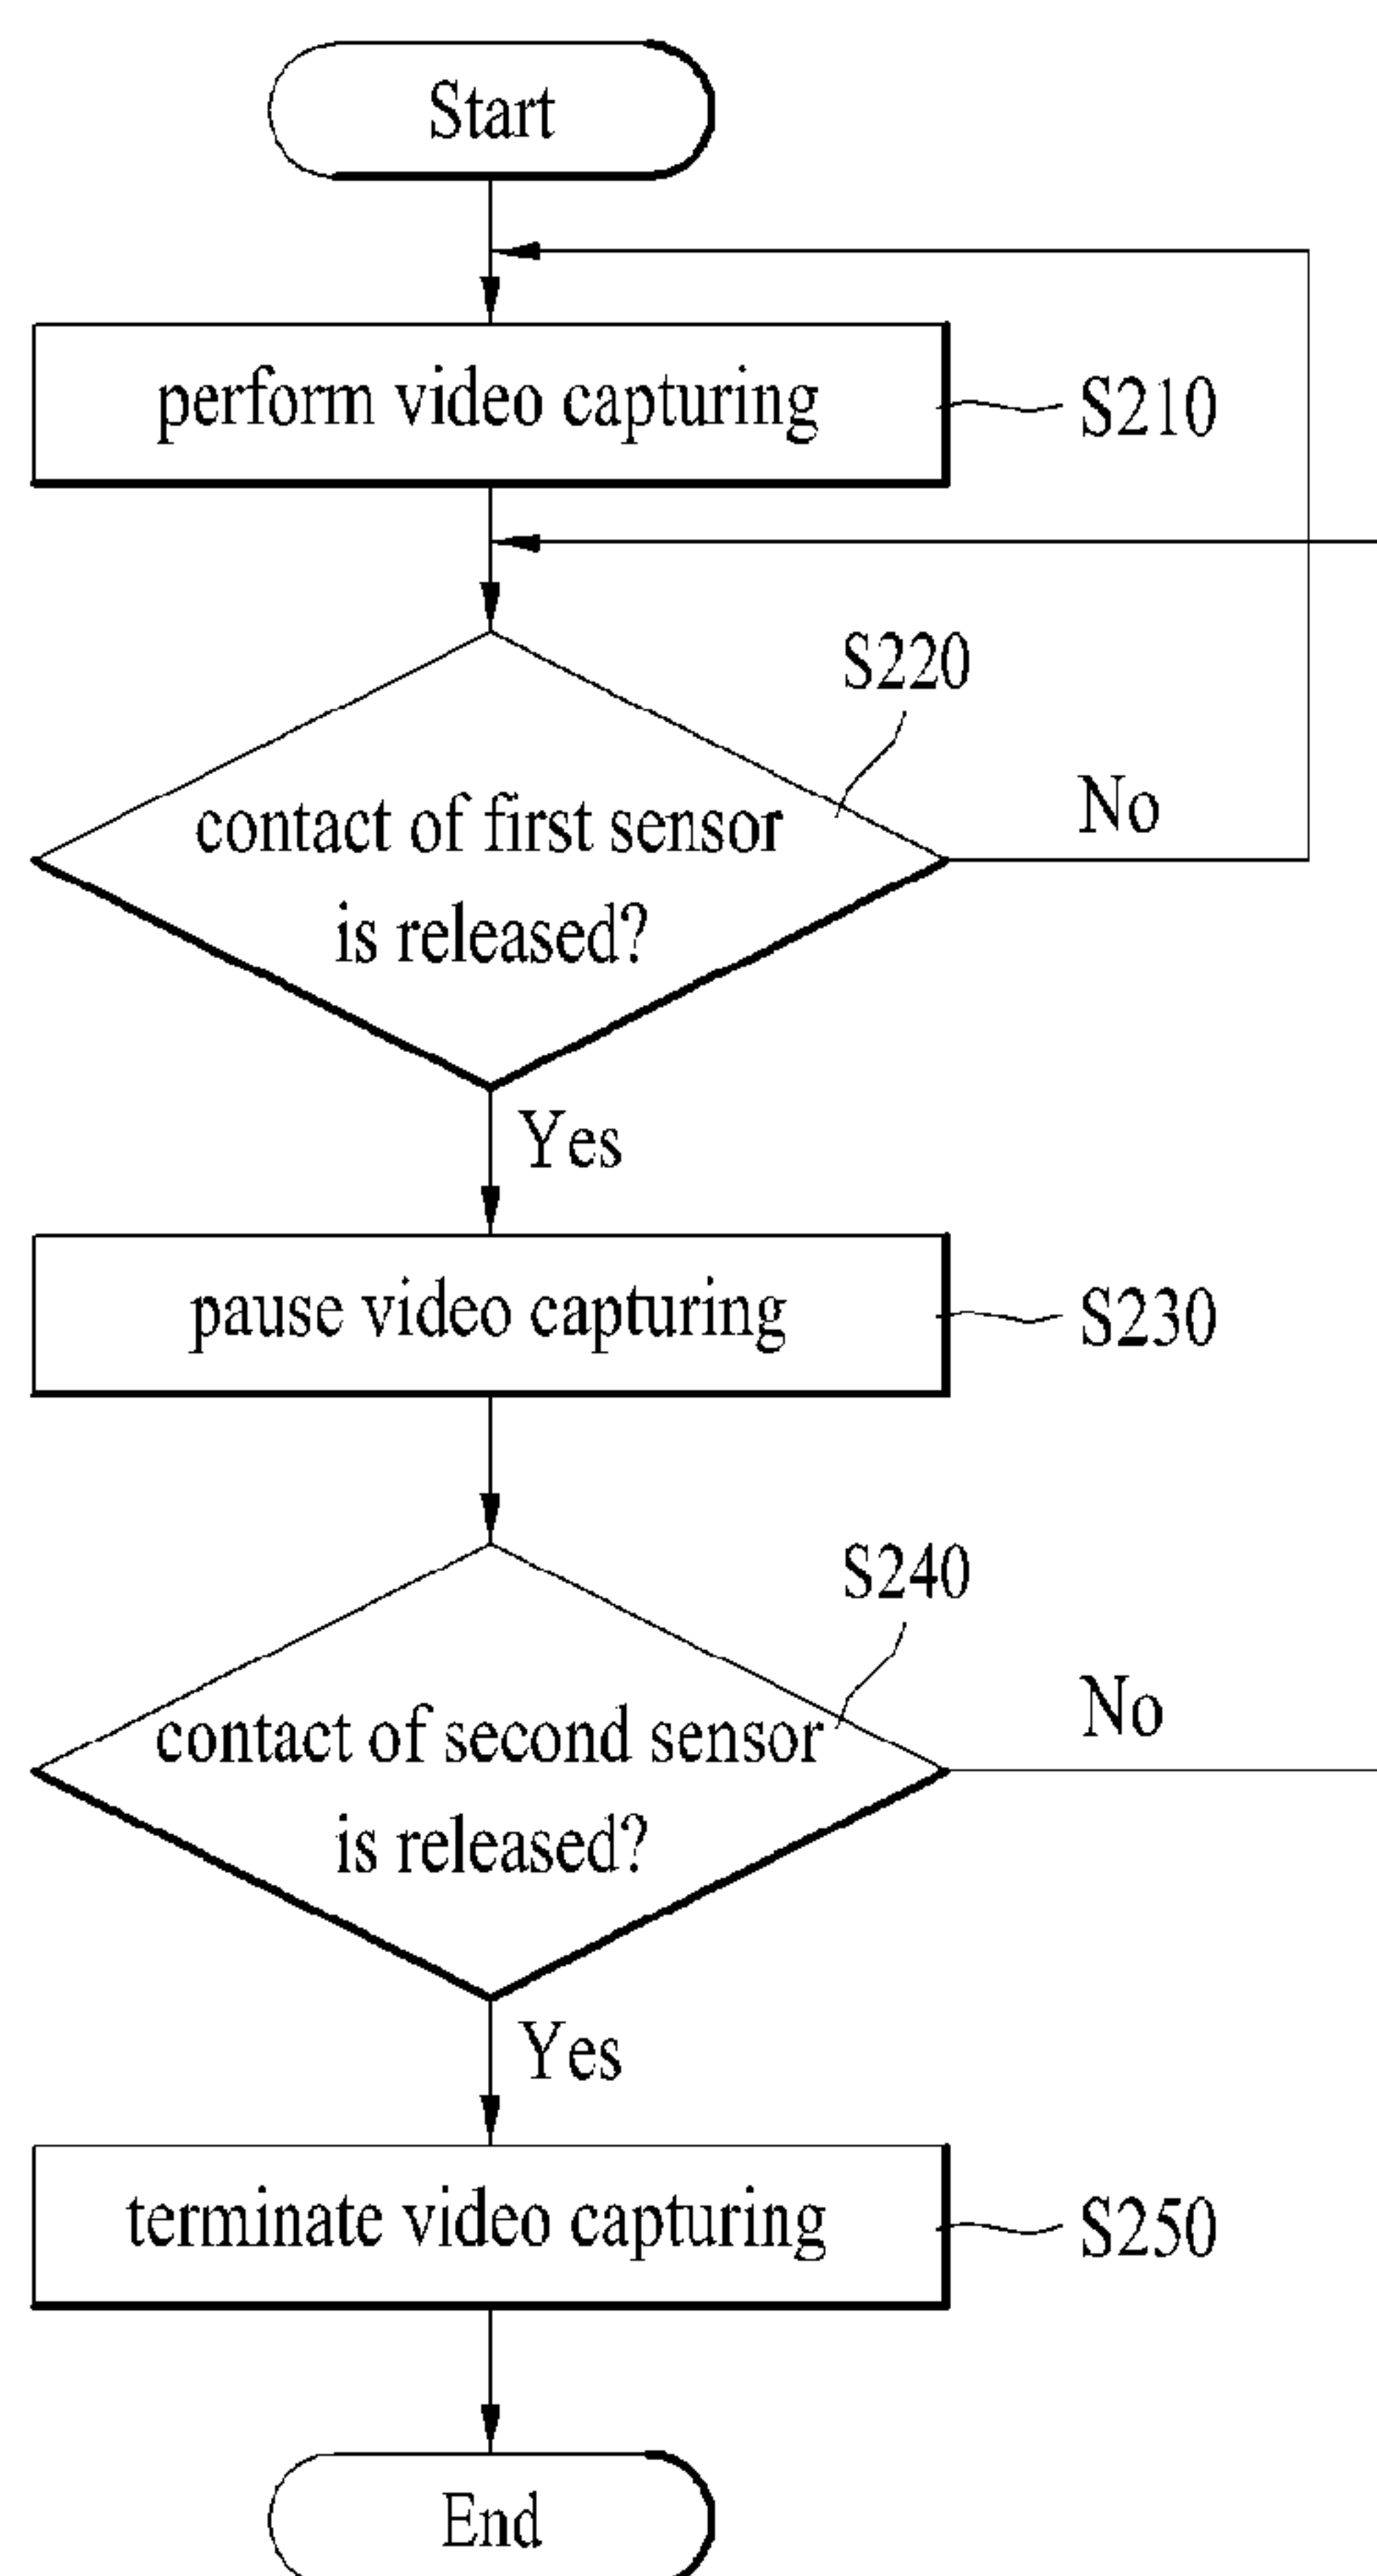 Start
perform video capturing
S210
S220
contact of first sensor
is released?
No
Yes
pause video capturing
S230
S240
contact of second sensor
is released?
No
Yes
terminate video capturing
S250
End